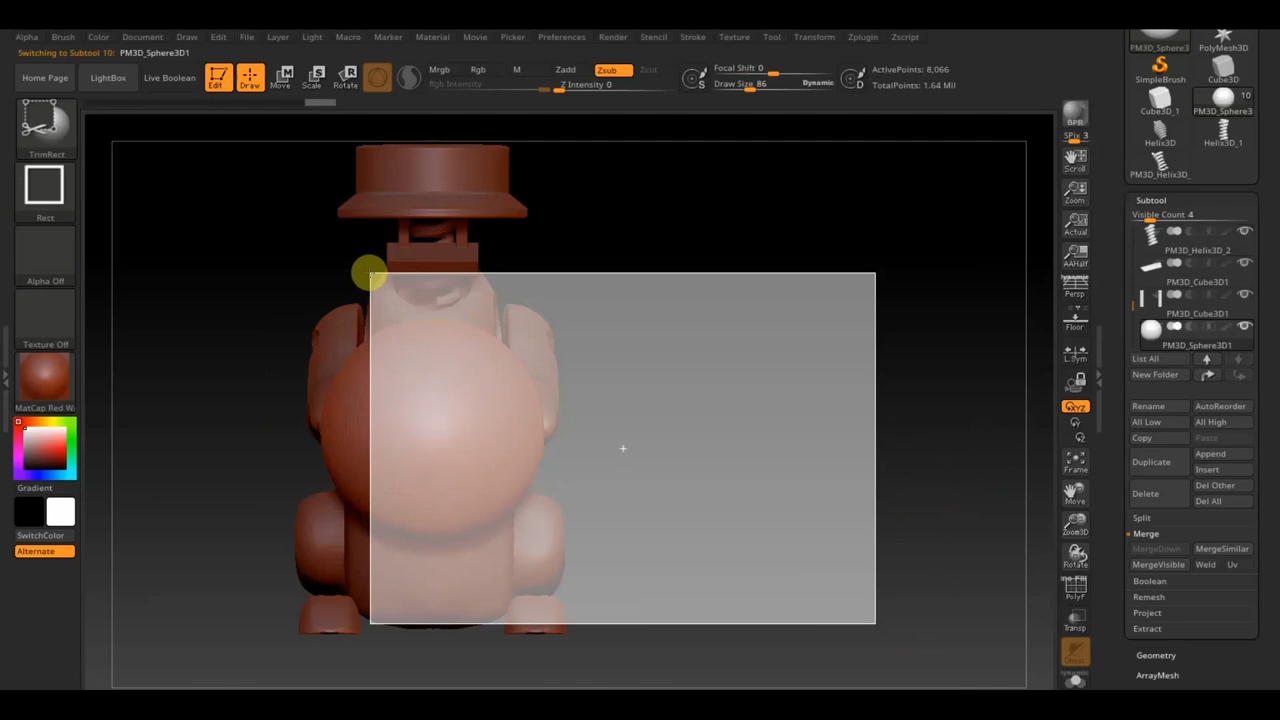 Alpha Brush Color Document Draw Edit File Layer Light Macro Marker Material Movie Picker Preferences Render Stencil Stroke Texture Tool Transform Zplugin Zscript
Switching to Subtool 10: PM3D_Sphere3D1
Home Page
LightBox
Live Boolean
Edit
Draw
Move
Scale
Rotate
Mrgb Rgb M
Rgb Intensity
Zadd Zsub Zcut
Z Intensity 0
S
Focal Shift 0
Draw Size 86 Dynamic
D
ActivePoints: 8,066
TotalPoints: 1.64 Mil
TrimRect
Rect
Alpha Off
Texture Off
MatCap Red W
Gradient
SwitchColor
Alternate
BPR
SPix 3
Scroll
Zoom
Actual
AAHalf
Persp
Floor
L.Sym
XYZ
Frame
Move
Zoom3D
Rotate
PolyF
Transp
PM3D_Sphere3 PolyMesh3D
SimpleBrush Cube3D
10
Cube3D_1 PM3D_Sphere3
Helix3D Helix3D_1
PM3D_Helix3D_
Subtool
Visible Count 4
PM3D_Helix3D_2
PM3D_Cube3D1
PM3D_Cube3D1
PM3D_Sphere3D1
List All
New Folder
Rename AutoReorder
All Low All High
Copy Paste
Duplicate Append
Insert
Delete Del Other
Del All
Split
Merge
MergeDown MergeSimilar
MergeVisible Weld Uv
Boolean
Remesh
Project
Extract
Geometry
ArrayMesh